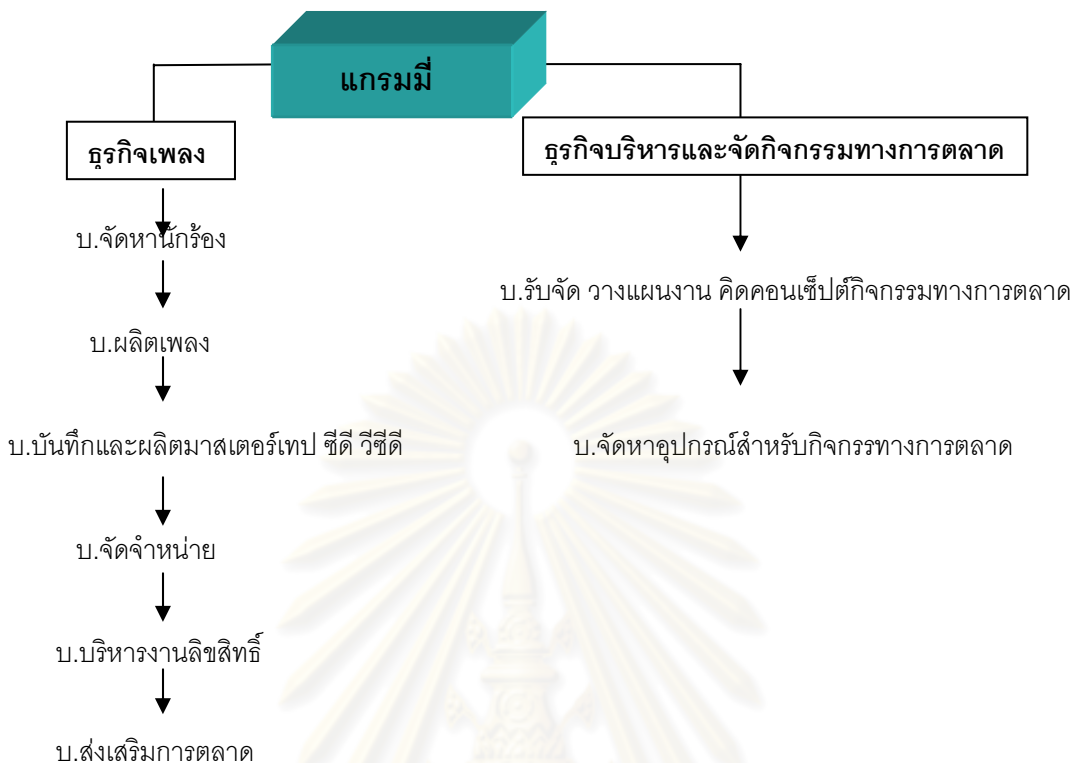 แกรมมี่
ธุรกิจเพลง
บ.จัดหานักร้อง
บ.ผลิตเพลง
บ.บันทึกและผลิตมาสเตอร์เทป ซีดี วีซีดี
บ.จัดจำหน่าย
บ.บริหารงานลิขสิทธิ์
บ.ส่งเสริมการตลาด
ธุรกิจบริหารและจัดกิจกรรมทางการตลาด
บ.รับจัด วางแผนงาน คิดคอนเซ็ปต์กิจกรรมทางการตลาด
บ.จัดหาอุปกรณ์สำหรับกิจกรรทางการตลาด